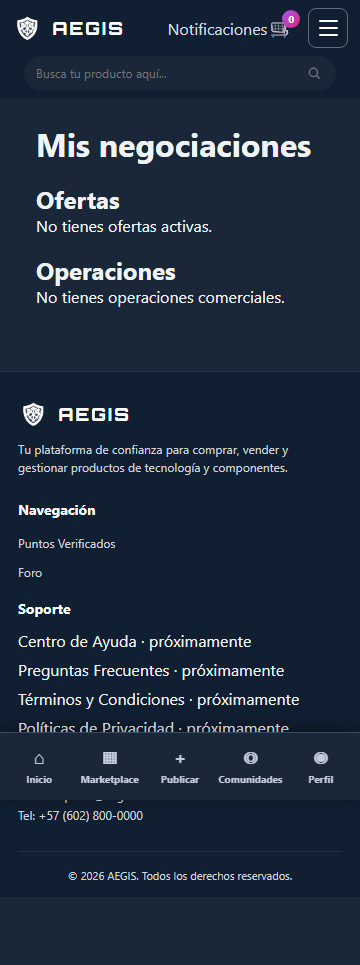 AEGIS
Notificaciones
0
Busca tu producto aquí...
Mis negociaciones
Ofertas
No tienes ofertas activas.
Operaciones
No tienes operaciones comerciales.
AEGIS
Tu plataforma de confianza para comprar, vender y
gestionar productos de tecnología y componentes.
Navegación
Puntos Verificados
Foro
Soporte
Centro de Ayuda · próximamente
Preguntas Frecuentes · próximamente
Términos y Condiciones · próximamente
Políticas de Privacidad · próximamente
Inicio
Marketplace
Publicar
Comunidades
Perfil
Tel: +57 (602) 800-0000
© 2026 AEGIS. Todos los derechos reservados.